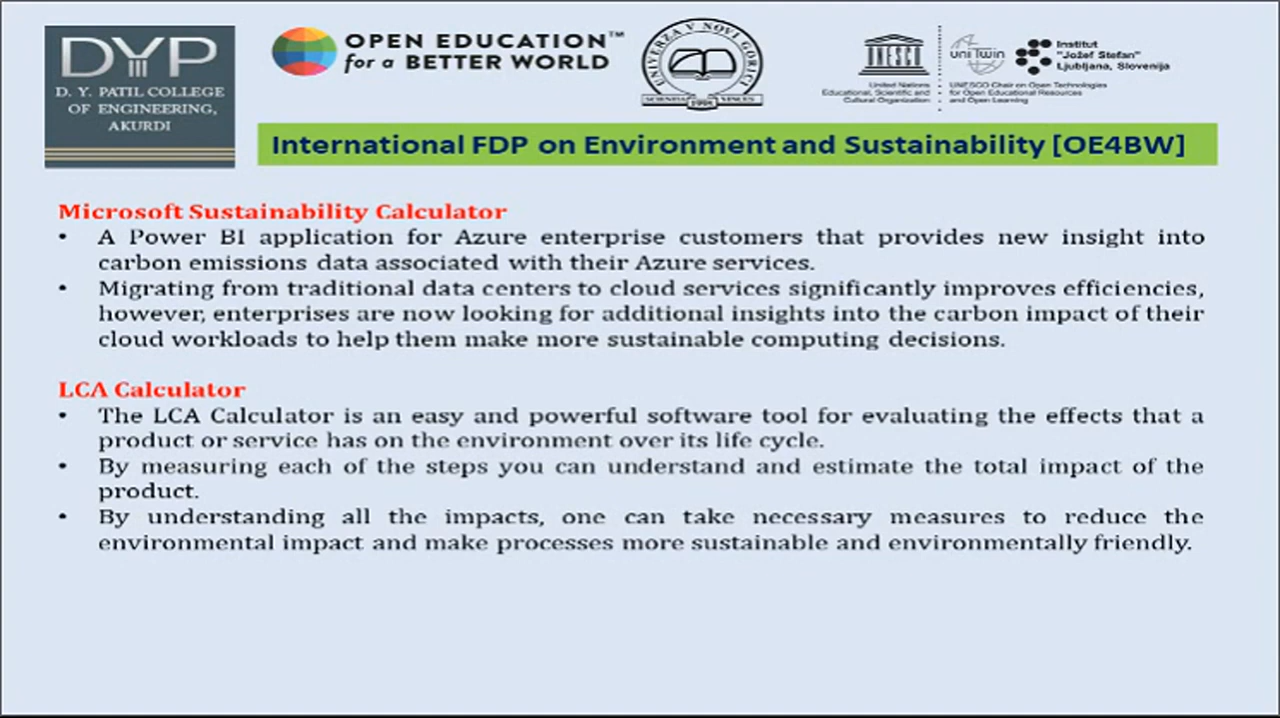 DYP
D. Y. PATIL COLLEGE
OF ENGINEERING,
AKURDI
OPEN EDUCATION™
for a BETTER WORLD
UNIVERZA V NOVI GORICI
1995
UNESCO
United Nations
Educational, Scientific and
Cultural Organization
uniTwin
UNESCO Chair on Open Technologies
for Open Educational Resources
and Open Learning
Institut
"Jožef Stefan"
Ljubljana, Slovenija
International FDP on Environment and Sustainability [OE4BW]
Microsoft Sustainability Calculator
• A Power BI application for Azure enterprise customers that provides new insight into
carbon emissions data associated with their Azure services.
• Migrating from traditional data centers to cloud services significantly improves efficiencies,
however, enterprises are now looking for additional insights into the carbon impact of their
cloud workloads to help them make more sustainable computing decisions.
LCA Calculator
• The LCA Calculator is an easy and powerful software tool for evaluating the effects that a
product or service has on the environment over its life cycle.
• By measuring each of the steps you can understand and estimate the total impact of the
product.
• By understanding all the impacts, one can take necessary measures to reduce the
environmental impact and make processes more sustainable and environmentally friendly.